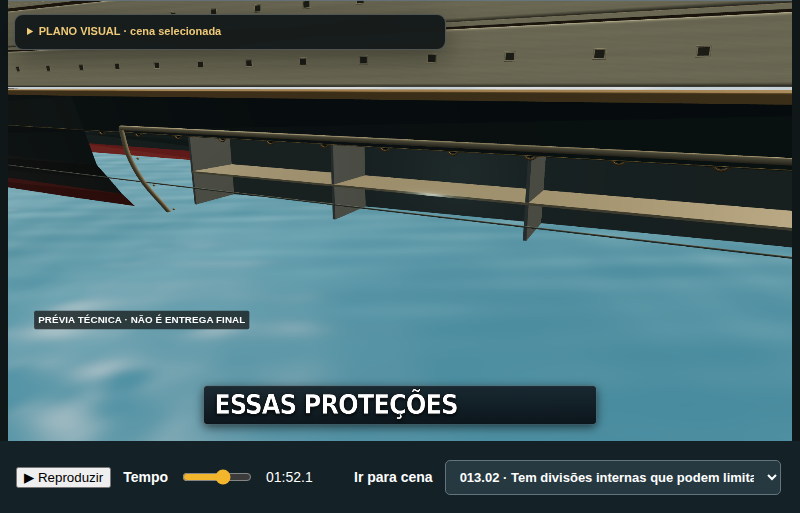 ▶ PLANO VISUAL · cena selecionada
PRÉVIA TÉCNICA · NÃO É ENTREGA FINAL
ESSAS PROTEÇÕES
▶ Reproduzir Tempo 01:52.1 Ir para cena 013.02 · Tem divisões internas que podem limita